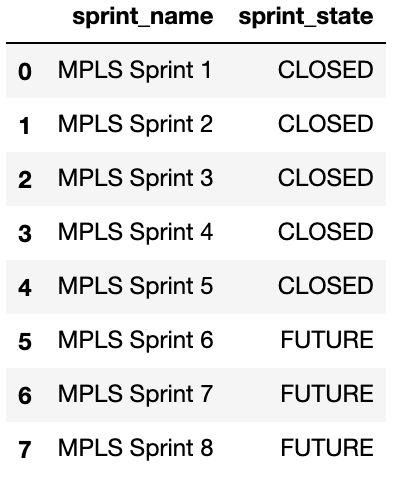 sprint_name sprint_state
0 MPLS Sprint 1 CLOSED
1 MPLS Sprint 2 CLOSED
2 MPLS Sprint 3 CLOSED
3 MPLS Sprint 4 CLOSED
4 MPLS Sprint 5 CLOSED
5 MPLS Sprint 6 FUTURE
6 MPLS Sprint 7 FUTURE
7 MPLS Sprint 8 FUTURE